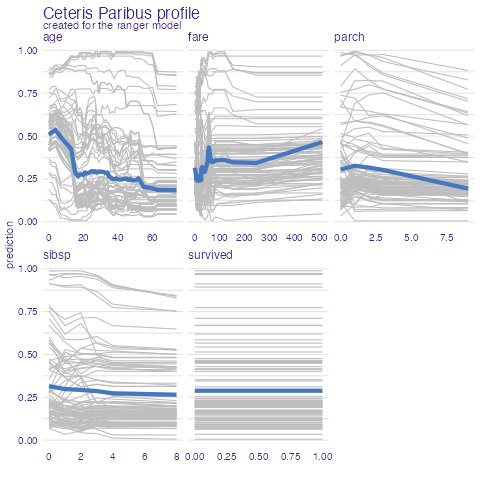 Ceteris Paribus profile
created for the ranger model
age fare parch
1.00
0.75
0.50
0.25
0.00
0 20 40 60 0 100 200 300 400 500 0.0 2.5 5.0 7.5
prediction
sibsp survived
1.00
0.75
0.50
0.25
0.00
0 2 4 6 8 0.00 0.25 0.50 0.75 1.00